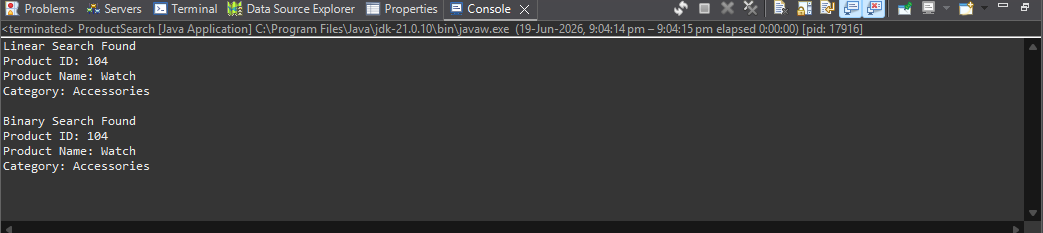 Problems Servers Terminal Data Source Explorer Properties Console
<terminated> ProductSearch [Java Application] C:\Program Files\Java\jdk-21.0.10\bin\javaw.exe (19-Jun-2026, 9:04:14 pm – 9:04:15 pm elapsed 0:00:00) [pid: 17916]
Linear Search Found
Product ID: 104
Product Name: Watch
Category: Accessories
Binary Search Found
Product ID: 104
Product Name: Watch
Category: Accessories